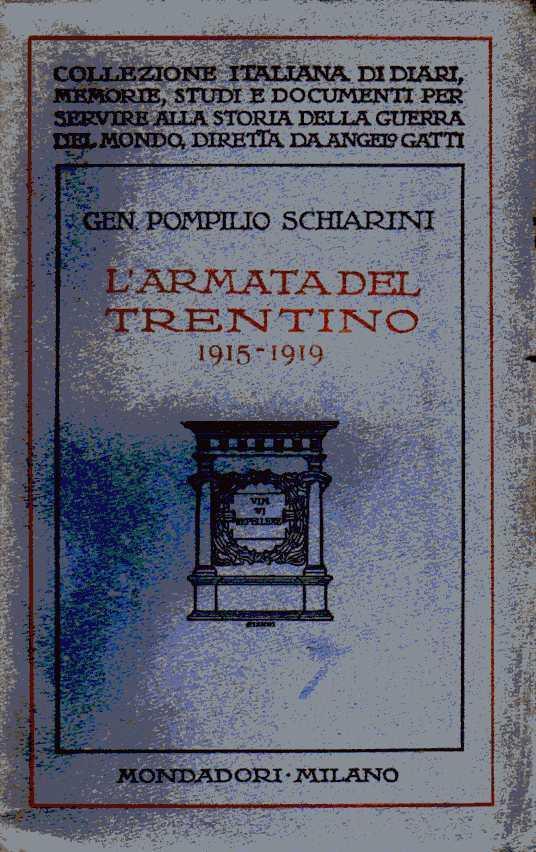 COLLEZIONE ITALIANA DI DIARI,
MEMORIE, STUDI E DOCUMENTI PER
SERVIRE ALLA STORIA DELLA GUERRA
DEL MONDO, DIRETTA DA ANGELO GATTI
GEN. POMPILIO SCHIARINI
L'ARMATA DEL
TRENTINO
1915-1919
VIM
VI
REPELLERE
MONDADORI · MILANO